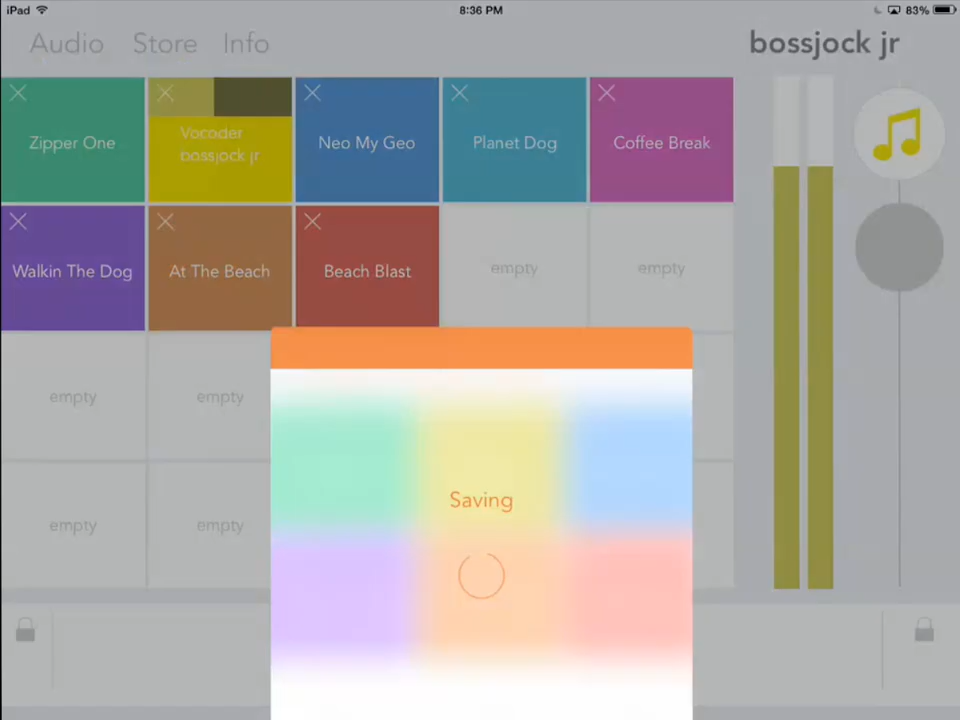 iPad 8:36 PM 83%
Audio Store Info bossjock jr
Zipper One
Vocoder
bossjock jr
Neo My Geo
Planet Dog
Coffee Break
Walkin The Dog
At The Beach
Beach Blast
empty
empty
empty
empty
Saving
empty
empty